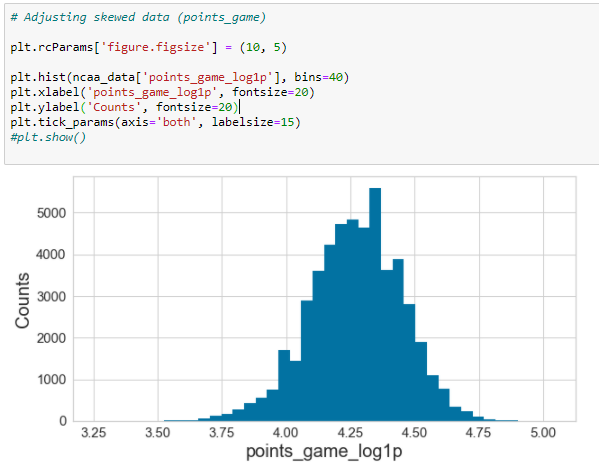 # Adjusting skewed data (points_game)
plt.rcParams['figure.figsize'] = (10, 5)
plt.hist(ncaa_data['points_game_log1p'], bins=40)
plt.xlabel('points_game_log1p', fontsize=20)
plt.ylabel('Counts', fontsize=20)
plt.tick_params(axis='both', labelsize=15)
#plt.show()
5000
4000
3000
2000
1000
0
Counts
3.25 3.50 3.75 4.00 4.25 4.50 4.75 5.00
points_game_log1p